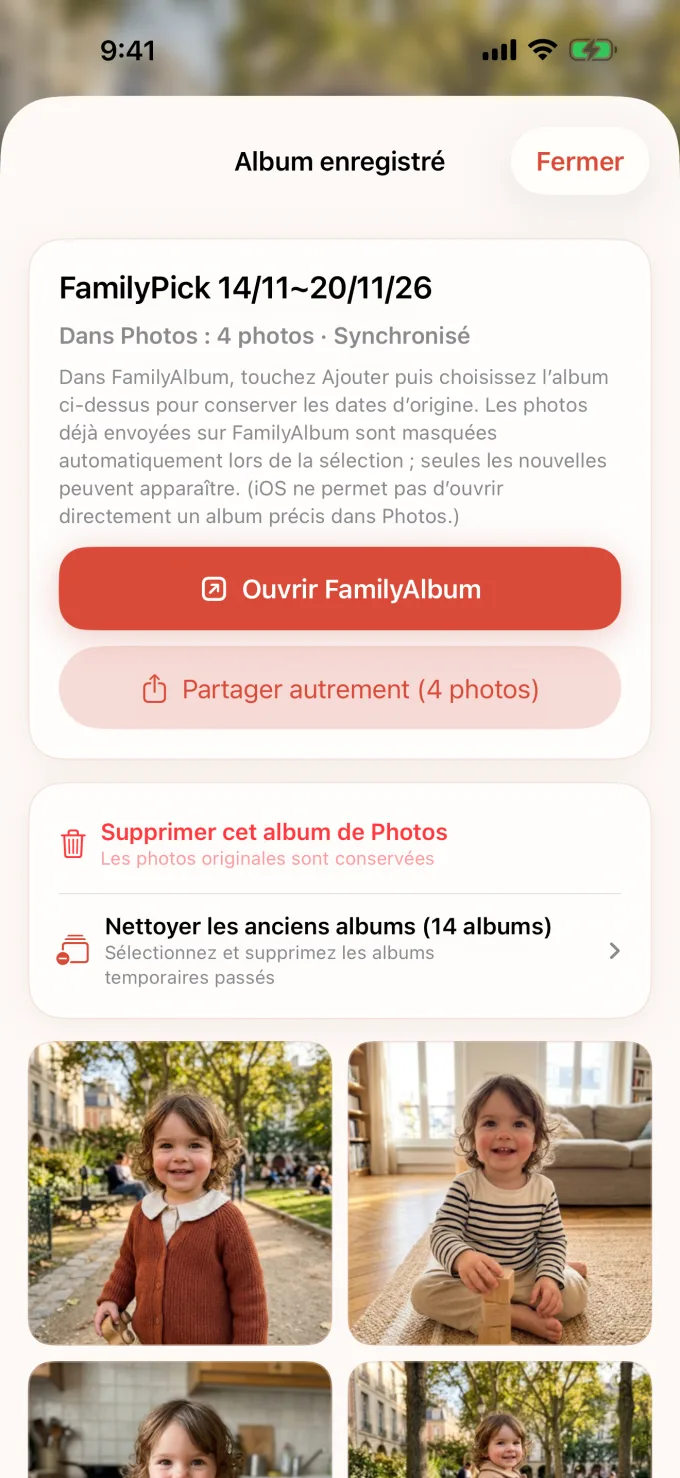 9:41
Album enregistré
Fermer
FamilyPick 14/11~20/11/26
Dans Photos : 4 photos · Synchronisé
Dans FamilyAlbum, touchez Ajouter puis choisissez l’album
ci-dessus pour conserver les dates d’origine. Les photos
déjà envoyées sur FamilyAlbum sont masquées
automatiquement lors de la sélection ; seules les nouvelles
peuvent apparaître. (iOS ne permet pas d’ouvrir
directement un album précis dans Photos.)
Ouvrir FamilyAlbum
Partager autrement (4 photos)
Supprimer cet album de Photos
Les photos originales sont conservées
Nettoyer les anciens albums (14 albums)
Sélectionnez et supprimez les albums
temporaires passés